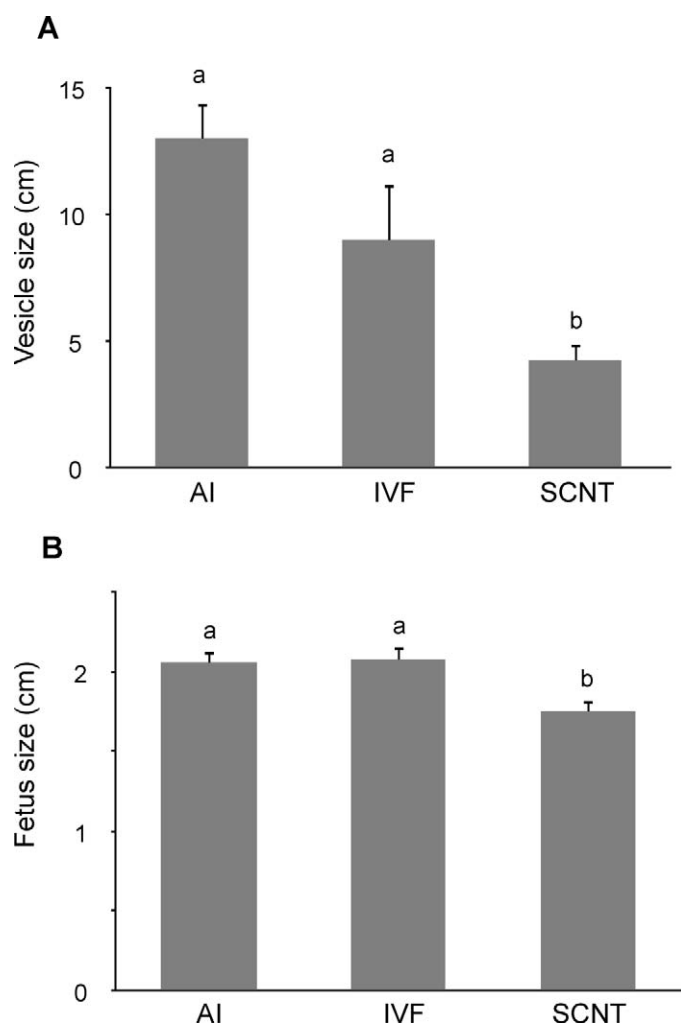 A
a
15
a
10
b
5
0
Vesicle size (cm)
AI IVF SCNT
B
a
a
b
2
1
0
Fetus size (cm)
AI IVF SCNT